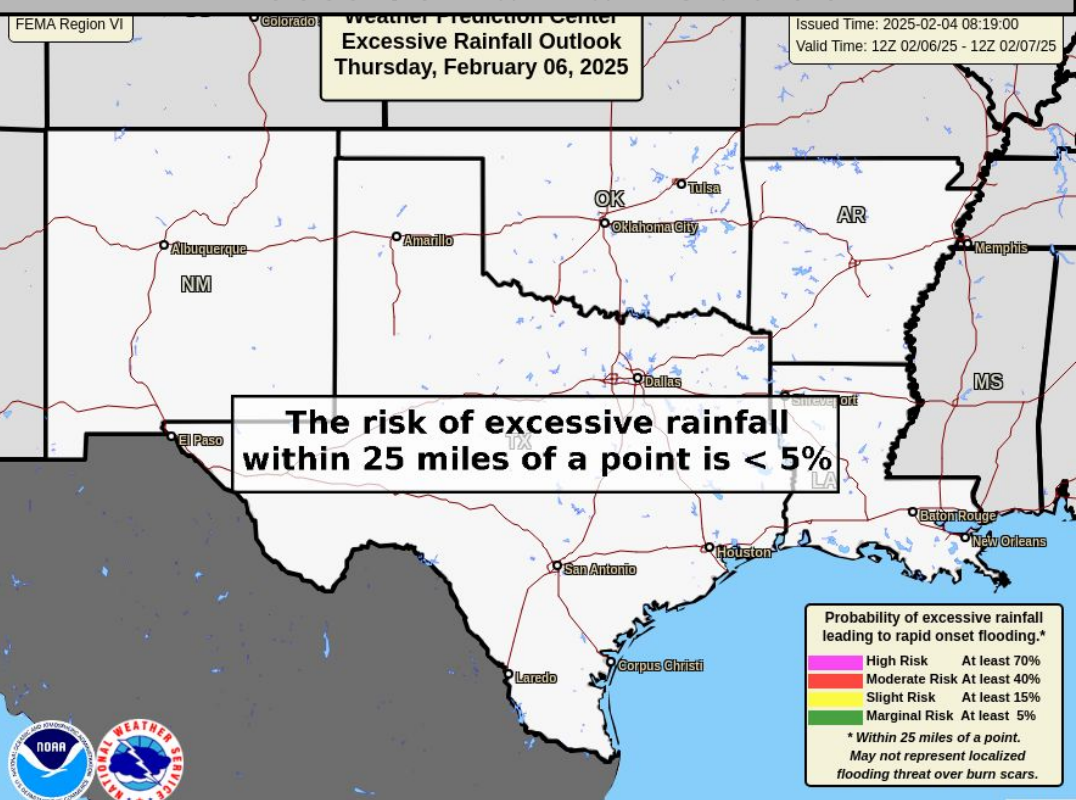 Weather Prediction Center
Excessive Rainfall Outlook
Thursday, February 06, 2025
FEMA Region VI
Issued Time: 2025-02-04 08:19:00
Valid Time: 12Z 02/06/25 - 12Z 02/07/25
Colorado
Tulsa
OK
Oklahoma City
AR
Albuquerque
Amarillo
Memphis
NM
Dallas
MS
Shreveport
The risk of excessive rainfall
within 25 miles of a point is < 5%
El Paso
TX
LA
Baton Rouge
New Orleans
Houston
San Antonio
Corpus Christi
Laredo
Probability of excessive rainfall
leading to rapid onset flooding.*
High Risk At least 70%
Moderate Risk At least 40%
Slight Risk At least 15%
Marginal Risk At least 5%
* Within 25 miles of a point.
May not represent localized
flooding threat over burn scars.
NOAA
NATIONAL WEATHER SERVICE